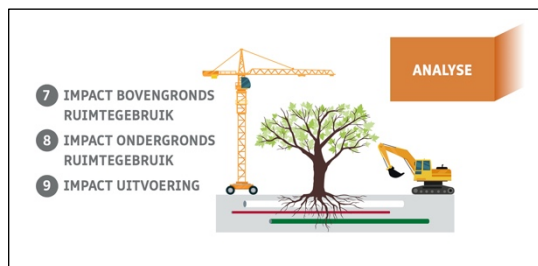 ANALYSE
7 IMPACT BOVENGRONDS
RUIMTEGEBRUIK
8 IMPACT ONDERGRONDS
RUIMTEGEBRUIK
9 IMPACT UITVOERING